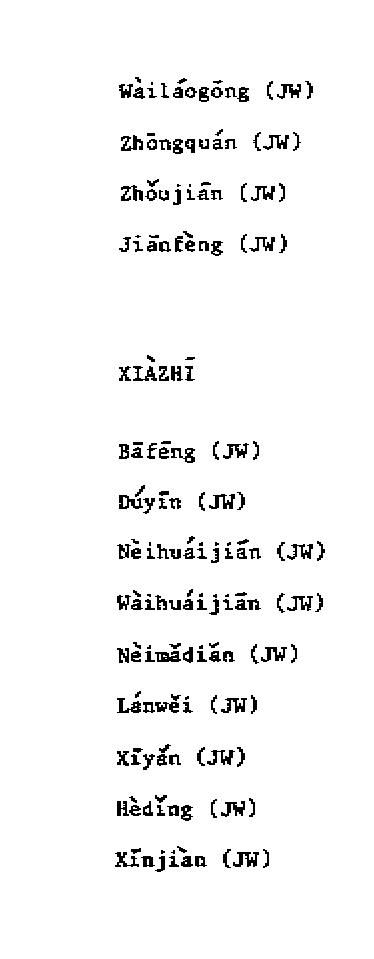 Wàiláogōng (JW)
Zhōngquán (JW)
Zhǒujiān (JW)
Jiānfèng (JW)
XIÀZHĪ
Bāfēng (JW)
Dúyīn (JW)
Nèihuáijiān (JW)
Wàihuáijiān (JW)
Nèimǎdiǎn (JW)
Lánwěi (JW)
Xīyǎn (JW)
Hèdǐng (JW)
Xīnjiàn (JW)